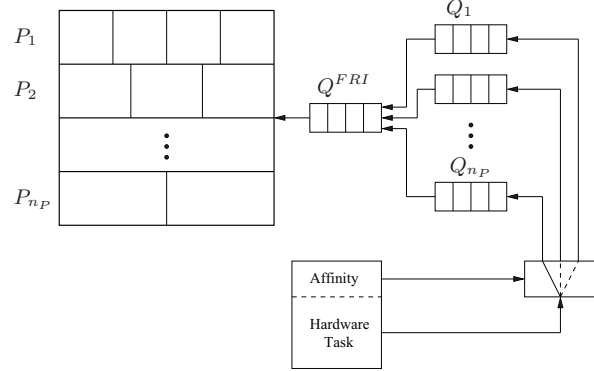 P_1
Q_1
P_2
Q^{FRI}
P_{n_P}
Q_{n_P}
Affinity
Hardware
Task